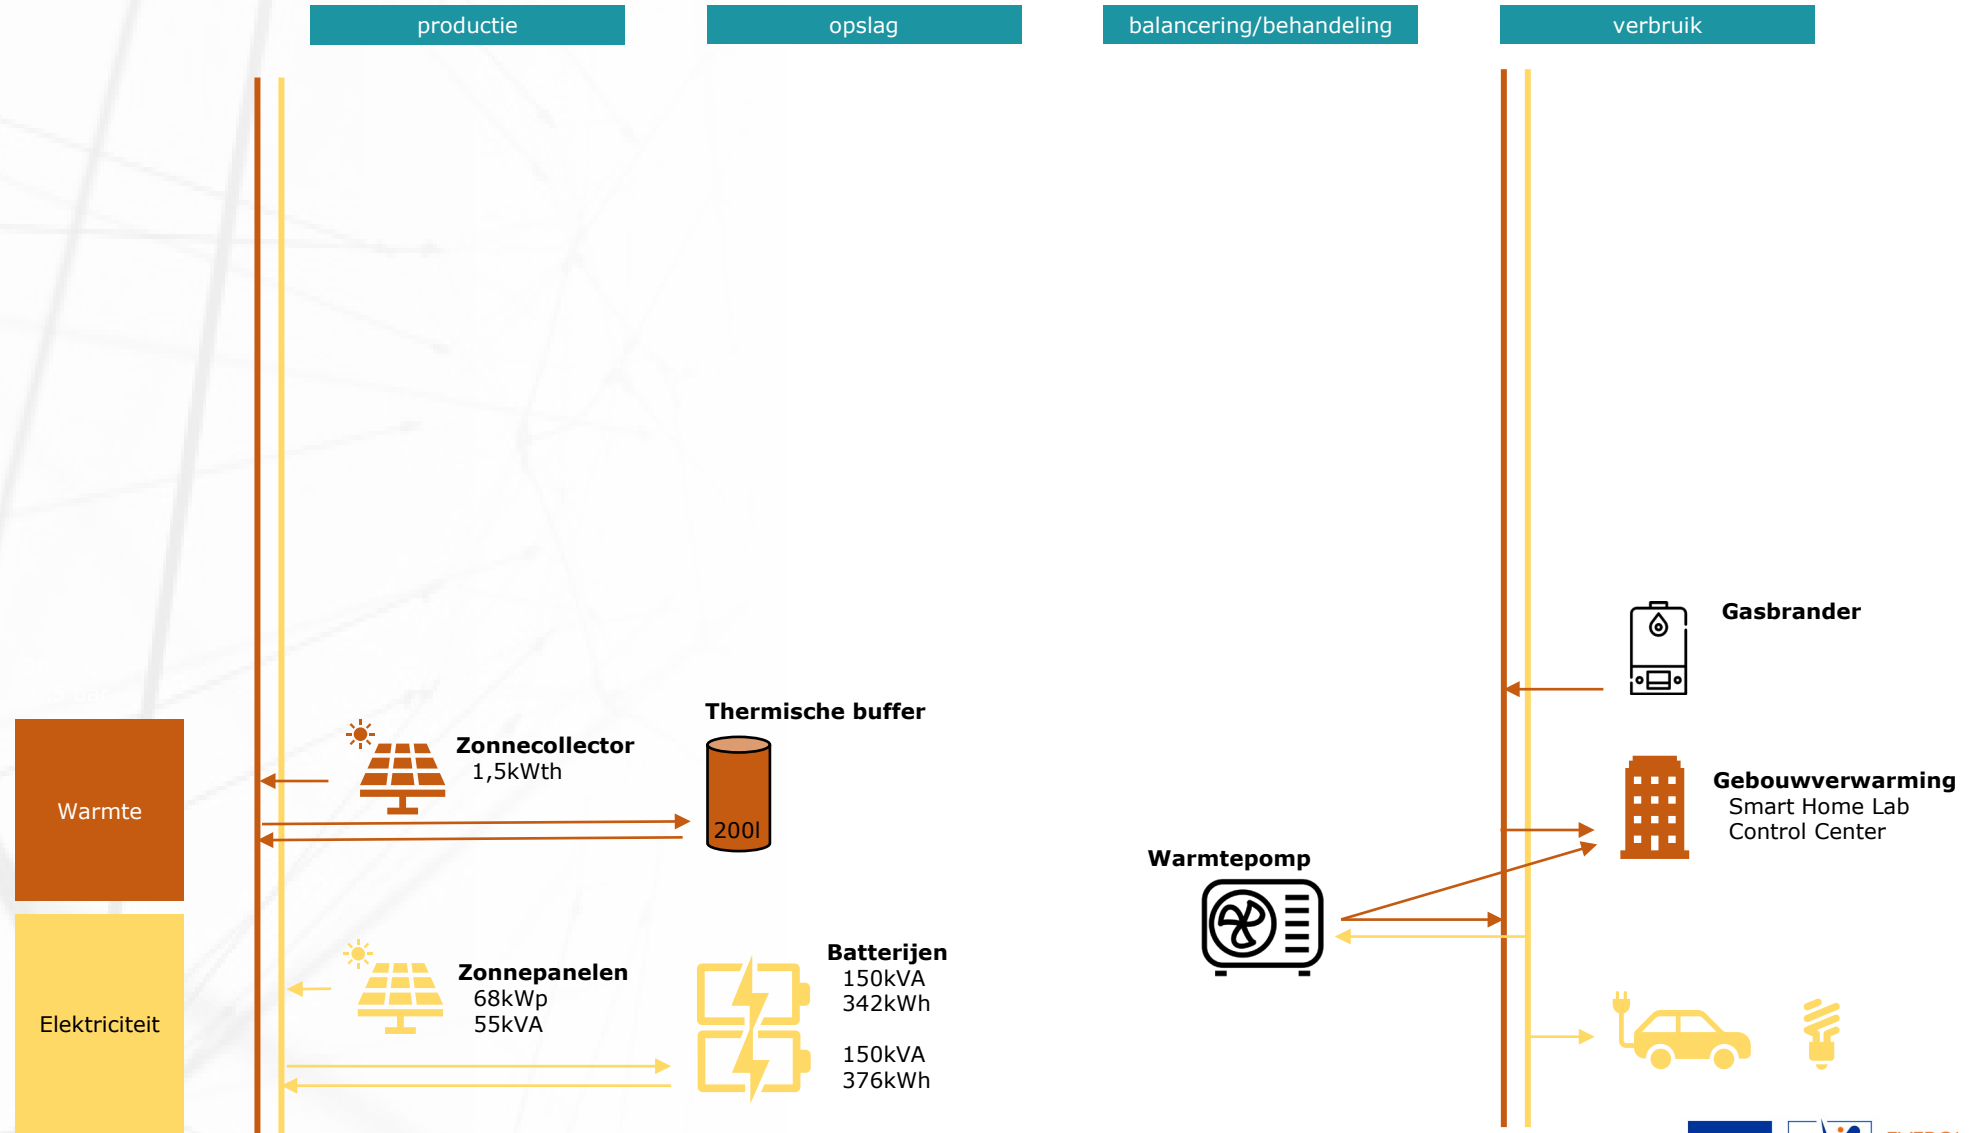 productie
opslag
balancering/behandeling
verbruik
Gasbrander
Thermische buffer
Zonnecollector
1,5kWth
Warmte
200l
Gebouwverwarming
Smart Home Lab
Control Center
Warmtepomp
Batterijen
150kVA
342kWh
Zonnepanelen
68kWp
55kVA
Elektriciteit
150kVA
376kWh